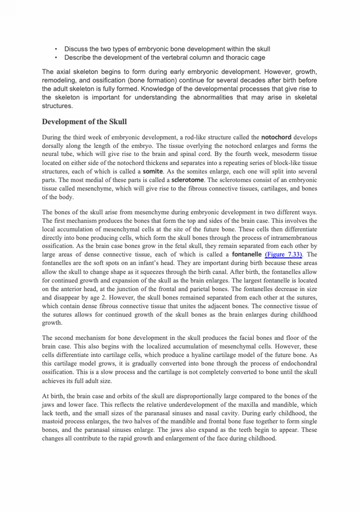 • Discuss the two types of embryonic bone development within the skull
• Describe the development of the vertebral column and thoracic cage
The axial skeleton begins to form during early embryonic development. However, growth,
remodeling, and ossification (bone formation) continue for several decades after birth before
the adult skeleton is fully formed. Knowledge of the developmental processes that give rise to
the skeleton is important for understanding the abnormalities that may arise in skeletal
structures.
Development of the Skull
During the third week of embryonic development, a rod-like structure called the notochord develops
dorsally along the length of the embryo. The tissue overlying the notochord enlarges and forms the
neural tube, which will give rise to the brain and spinal cord. By the fourth week, mesoderm tissue
located on either side of the notochord thickens and separates into a repeating series of block-like tissue
structures, each of which is called a somite. As the somites enlarge, each one will split into several
parts. The most medial of these parts is called a sclerotome. The sclerotomes consist of an embryonic
tissue called mesenchyme, which will give rise to the fibrous connective tissues, cartilages, and bones
of the body.
The bones of the skull arise from mesenchyme during embryonic development in two different ways.
The first mechanism produces the bones that form the top and sides of the brain case. This involves the
local accumulation of mesenchymal cells at the site of the future bone. These cells then differentiate
directly into bone producing cells, which form the skull bones through the process of intramembranous
ossification. As the brain case bones grow in the fetal skull, they remain separated from each other by
large areas of dense connective tissue, each of which is called a fontanelle (Figure 7.33). The
fontanelles are the soft spots on an infant's head. They are important during birth because these areas
allow the skull to change shape as it squeezes through the birth canal. After birth, the fontanelles allow
for continued growth and expansion of the skull as the brain enlarges. The largest fontanelle is located
on the anterior head, at the junction of the frontal and parietal bones. The fontanelles decrease in size
and disappear by age 2. However, the skull bones remained separated from each other at the sutures,
which contain dense fibrous connective tissue that unites the adjacent bones. The connective tissue of
the sutures allows for continued growth of the skull bones as the brain enlarges during childhood
growth.
The second mechanism for bone development in the skull produces the facial bones and floor of the
brain case. This also begins with the localized accumulation of mesenchymal cells. However, these
cells differentiate into cartilage cells, which produce a hyaline cartilage model of the future bone. As
this cartilage model grows, it is gradually converted into bone through the process of endochondral
ossification. This is a slow process and the cartilage is not completely converted to bone until the skull
achieves its full adult size.
At birth, the brain case and orbits of the skull are disproportionally large compared to the bones of the
jaws and lower face. This reflects the relative underdevelopment of the maxilla and mandible, which
lack teeth, and the small sizes of the paranasal sinuses and nasal cavity. During early childhood, the
mastoid process enlarges, the two halves of the mandible and frontal bone fuse together to form single
bones, and the paranasal sinuses enlarge. The jaws also expand as the teeth begin to appear. These
changes all contribute to the rapid growth and enlargement of the face during childhood.